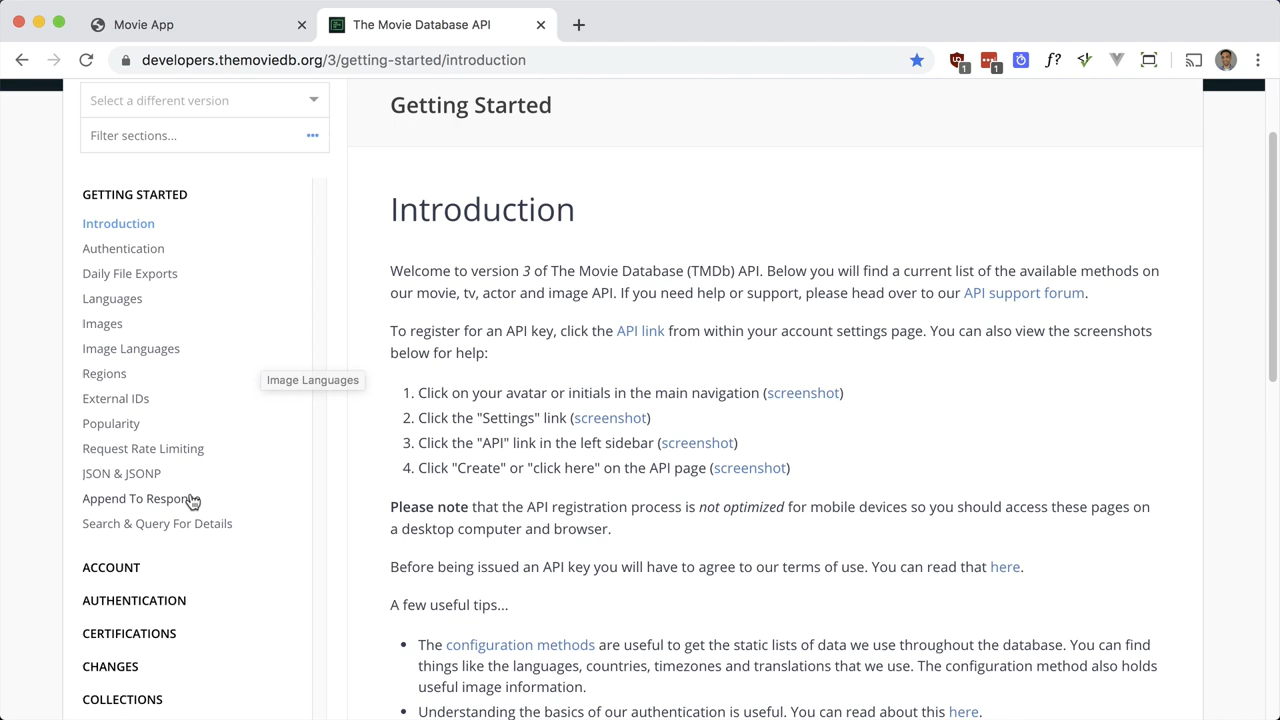 Movie App
The Movie Database API
developers.themoviedb.org/3/getting-started/introduction
1
1
f?
Select a different version
Filter sections...
GETTING STARTED
Introduction
Authentication
Daily File Exports
Languages
Images
Image Languages
Regions
Image Languages
External IDs
Popularity
Request Rate Limiting
JSON & JSONP
Append To Respon
Search & Query For Details
ACCOUNT
AUTHENTICATION
CERTIFICATIONS
CHANGES
COLLECTIONS
Getting Started
Introduction
Welcome to version 3 of The Movie Database (TMDb) API. Below you will find a current list of the available methods on
our movie, tv, actor and image API. If you need help or support, please head over to our API support forum.
To register for an API key, click the API link from within your account settings page. You can also view the screenshots
below for help:
1. Click on your avatar or initials in the main navigation (screenshot)
2. Click the "Settings" link (screenshot)
3. Click the "API" link in the left sidebar (screenshot)
4. Click "Create" or "click here" on the API page (screenshot)
Please note that the API registration process is not optimized for mobile devices so you should access these pages on
a desktop computer and browser.
Before being issued an API key you will have to agree to our terms of use. You can read that here.
A few useful tips...
• The configuration methods are useful to get the static lists of data we use throughout the database. You can find
things like the languages, countries, timezones and translations that we use. The configuration method also holds
useful image information.
• Understanding the basics of our authentication is useful. You can read about this here.